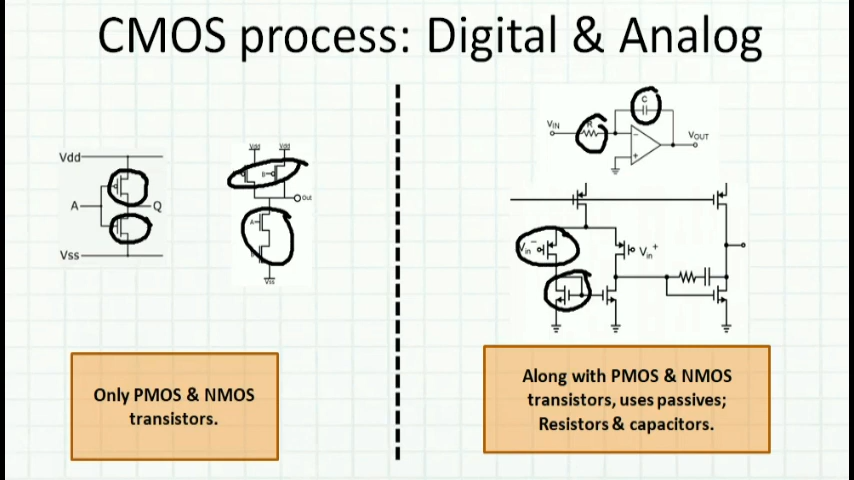 CMOS process: Digital & Analog
Vdd
A
Q
Vss
Vdd Vdd
Out
Vss
C
VIN
VOUT
Vin-
Vin+
Only PMOS & NMOS
transistors.
Along with PMOS & NMOS
transistors, uses passives;
Resistors & capacitors.